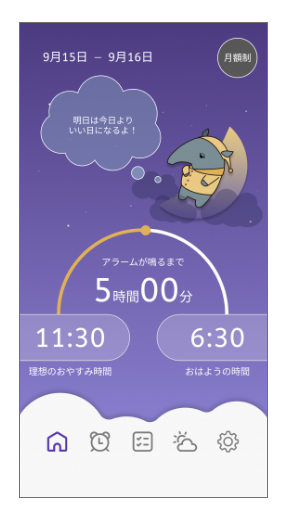 9月15日 － 9月16日
月額制
明日は今日より
いい日になるよ！
アラームが鳴るまで
5時間00分
11:30
6:30
理想のおやすみ時間
おはようの時間